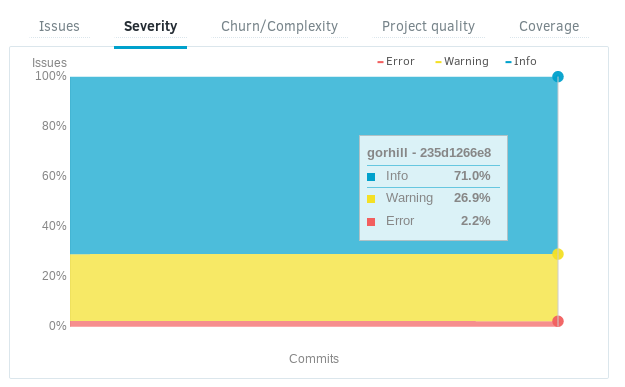 Issues Severity Churn/Complexity Project quality Coverage
Issues
Error Warning Info
100%
80%
60%
40%
20%
0%
gorhill - 235d1266e8
Info 71.0%
Warning 26.9%
Error 2.2%
Commits